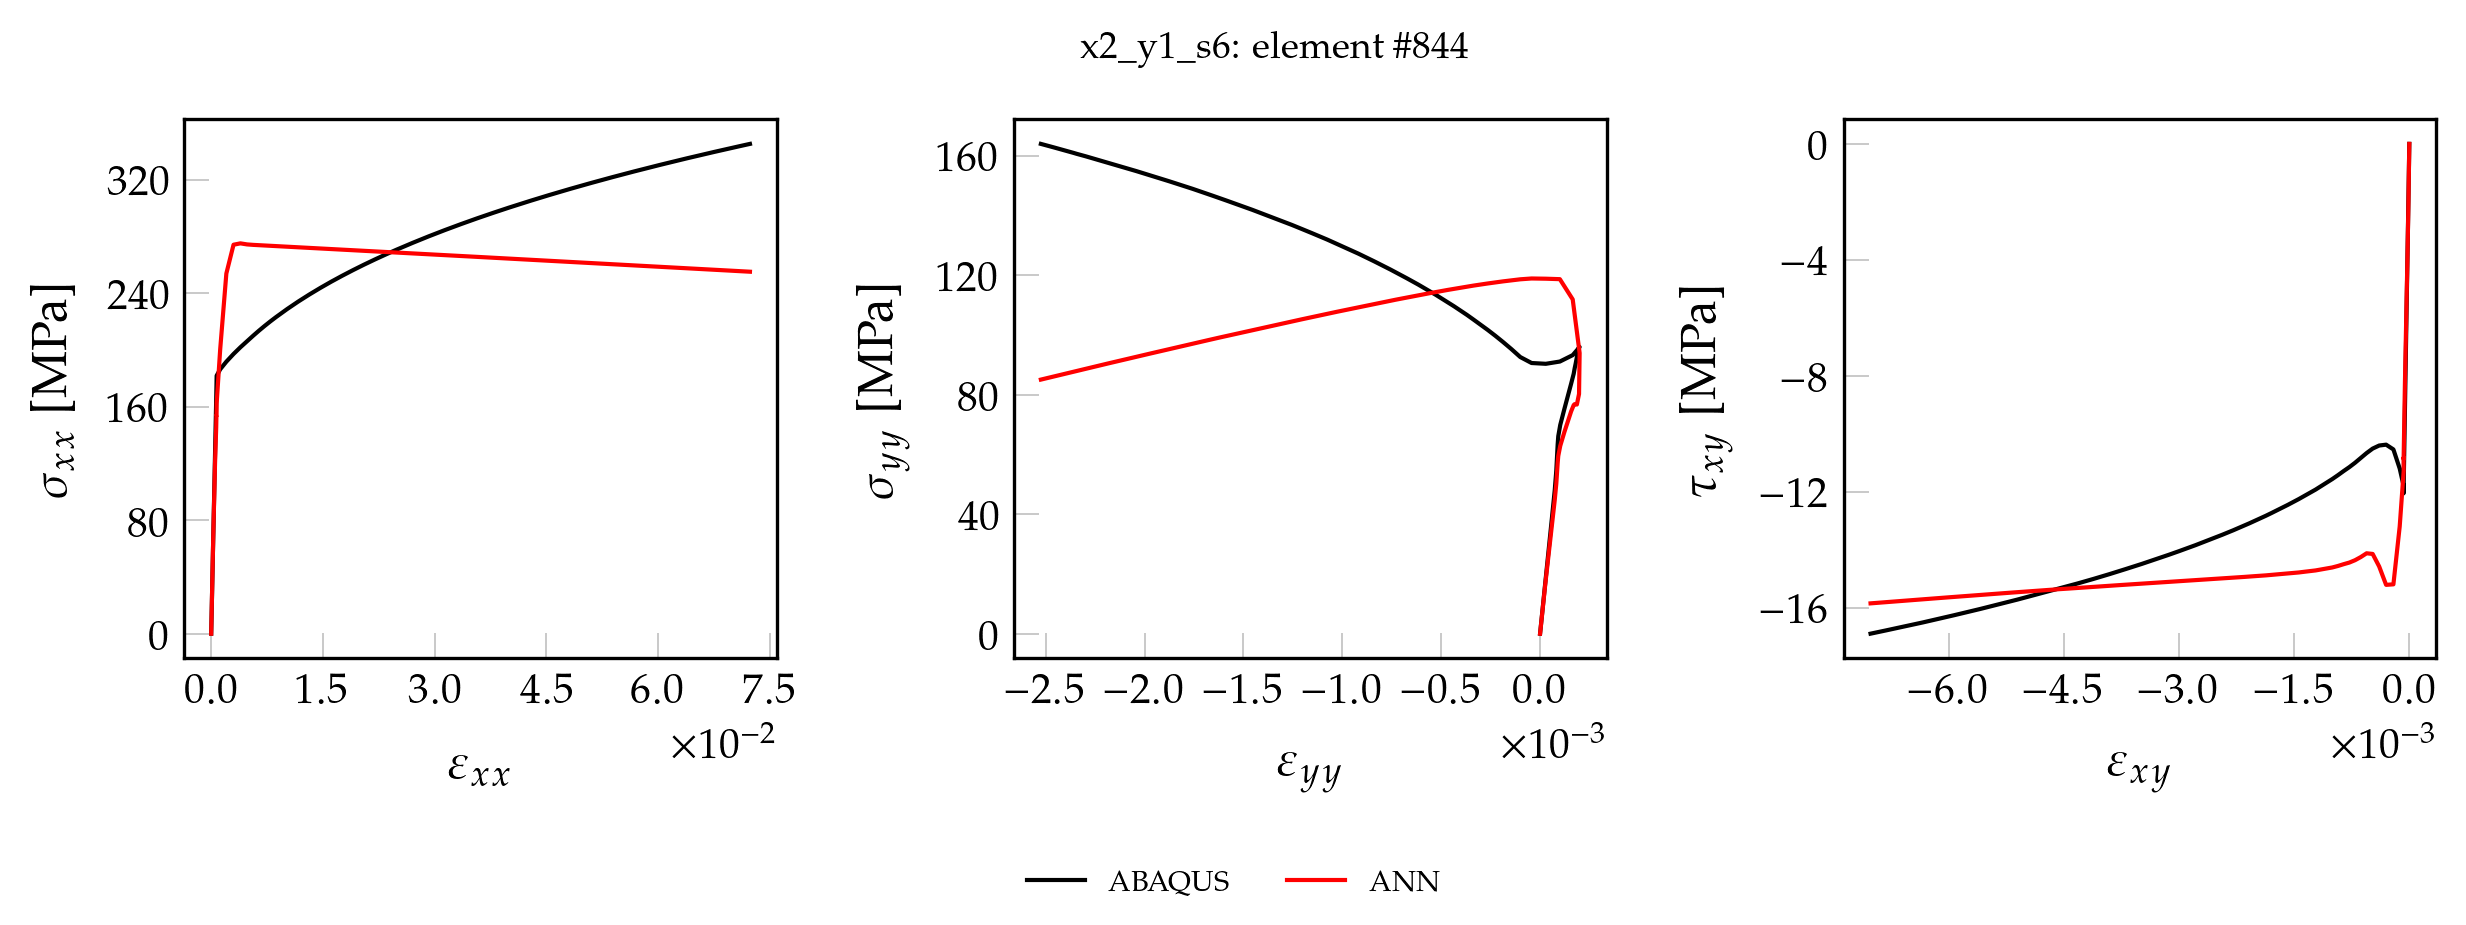 x2_y1_s6: element #844
320
240
160
80
0
σxx [MPa]
0.0 1.5 3.0 4.5 6.0 7.5
×10−2
εxx
160
120
80
40
0
σyy [MPa]
−2.5 −2.0 −1.5 −1.0 −0.5 0.0
×10−3
εyy
0
−4
−8
−12
−16
τxy [MPa]
−6.0 −4.5 −3.0 −1.5 0.0
×10−3
εxy
ABAQUS ANN